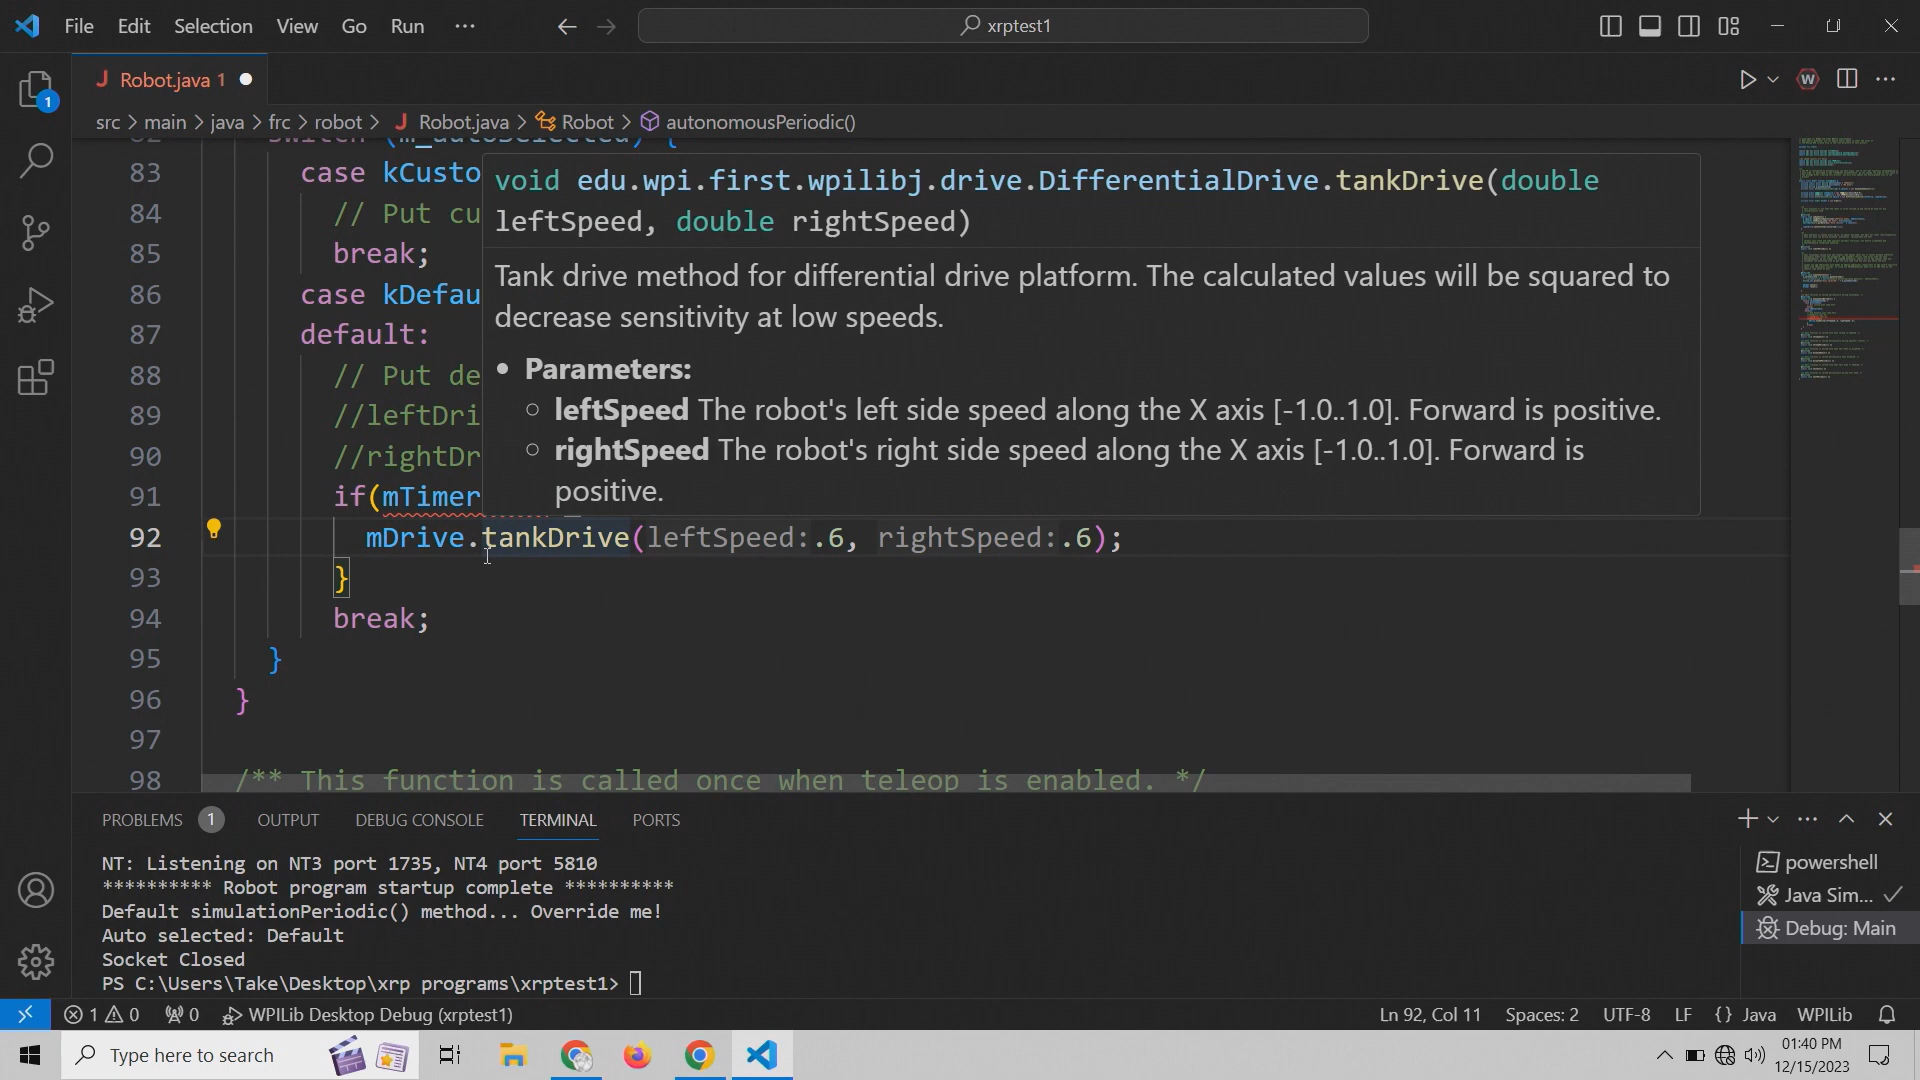 File Edit Selection View Go Run ··· xrptest1
Robot.java 1
src > main > java > frc > robot > Robot.java > Robot > autonomousPeriodic()
83 case kCusto
84 // Put cu
85 break;
86 case kDefau
87 default:
88 // Put de
89 //leftDri
90 //rightDr
91 if(mTimer
92 mDrive.tankDrive(leftSpeed:.6, rightSpeed:.6);
93 }
94 break;
95 }
96 }
97
98 /** This function is called once when teleop is enabled. */
void edu.wpi.first.wpilibj.drive.DifferentialDrive.tankDrive(double
leftSpeed, double rightSpeed)
Tank drive method for differential drive platform. The calculated values will be squared to
decrease sensitivity at low speeds.
Parameters:
leftSpeed The robot's left side speed along the X axis [-1.0..1.0]. Forward is positive.
rightSpeed The robot's right side speed along the X axis [-1.0..1.0]. Forward is
positive.
PROBLEMS 1 OUTPUT DEBUG CONSOLE TERMINAL PORTS
NT: Listening on NT3 port 1735, NT4 port 5810
********** Robot program startup complete **********
Default simulationPeriodic() method... Override me!
Auto selected: Default
Socket Closed
PS C:\Users\Take\Desktop\xrp programs\xrptest1>
powershell
Java Sim...
Debug: Main
1 0 0 WPILib Desktop Debug (xrptest1) Ln 92, Col 11 Spaces: 2 UTF-8 LF {} Java WPILib
Type here to search
01:40 PM
12/15/2023